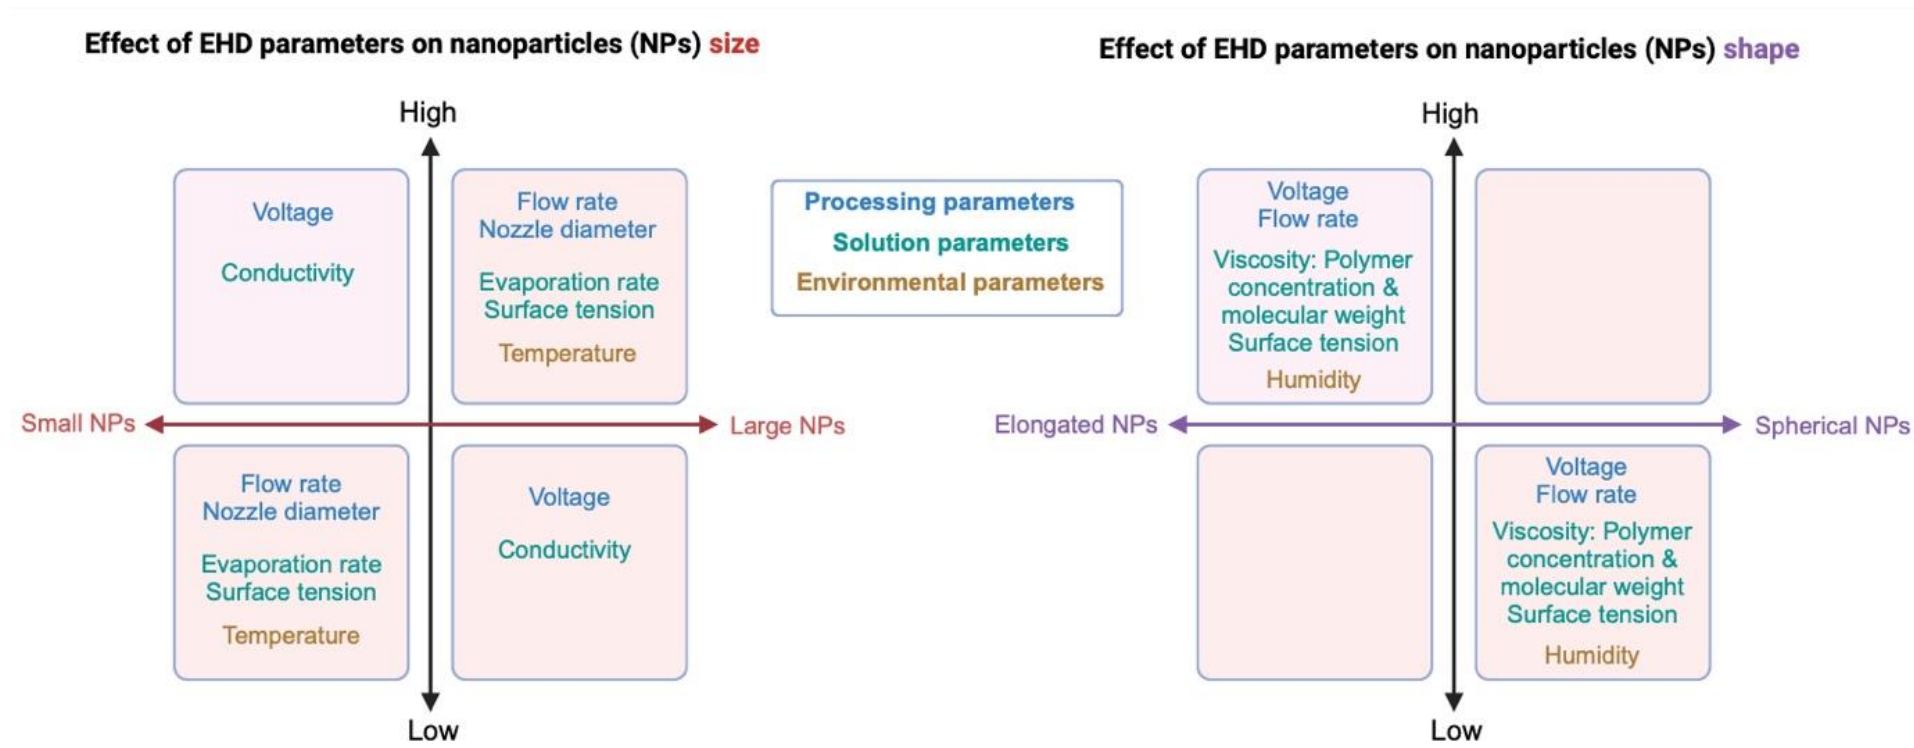 Effect of EHD parameters on nanoparticles (NPs) size
High
Voltage
Conductivity
Flow rate
Nozzle diameter
Evaporation rate
Surface tension
Temperature
Small NPs
Large NPs
Flow rate
Nozzle diameter
Evaporation rate
Surface tension
Temperature
Voltage
Conductivity
Low
Processing parameters
Solution parameters
Environmental parameters
Effect of EHD parameters on nanoparticles (NPs) shape
High
Voltage
Flow rate
Viscosity: Polymer
concentration &
molecular weight
Surface tension
Humidity
Elongated NPs
Spherical NPs
Voltage
Flow rate
Viscosity: Polymer
concentration &
molecular weight
Surface tension
Humidity
Low